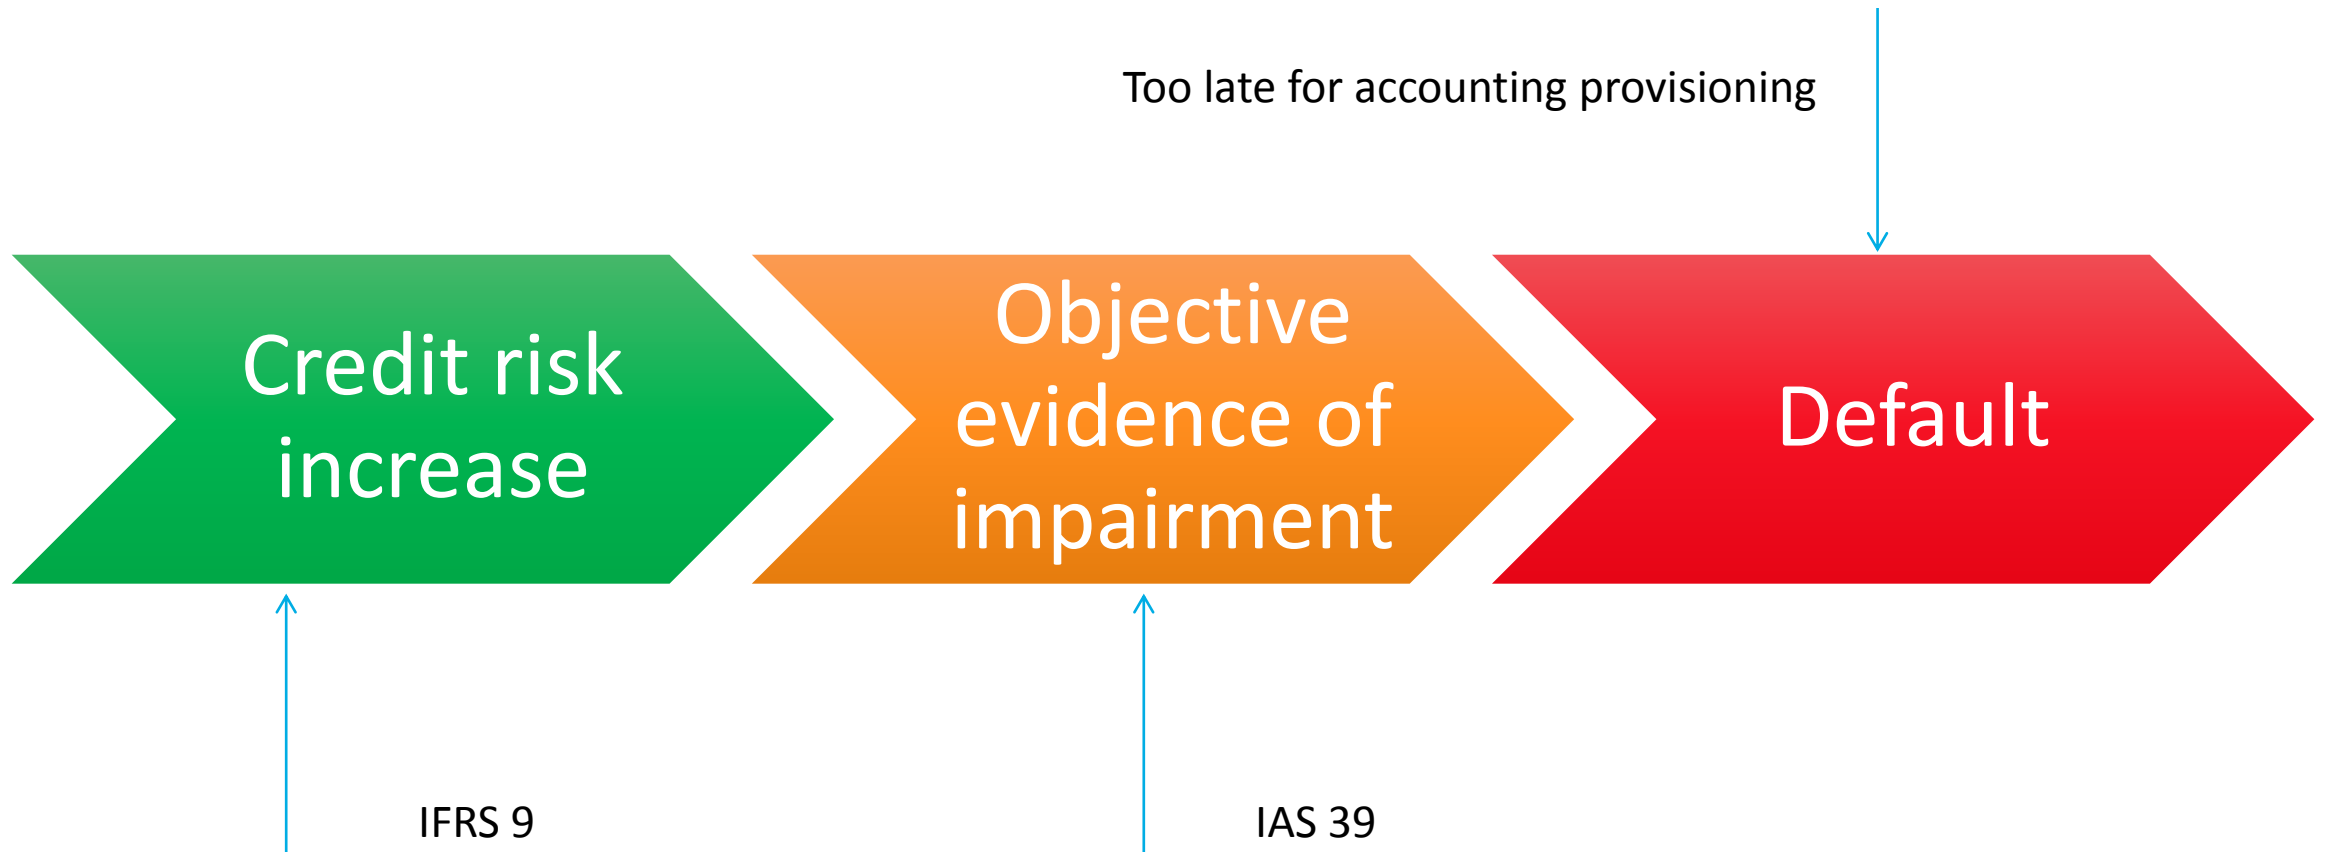 Too late for accounting provisioning
Credit risk
increase
Objective
evidence of
impairment
Default
IFRS 9
IAS 39